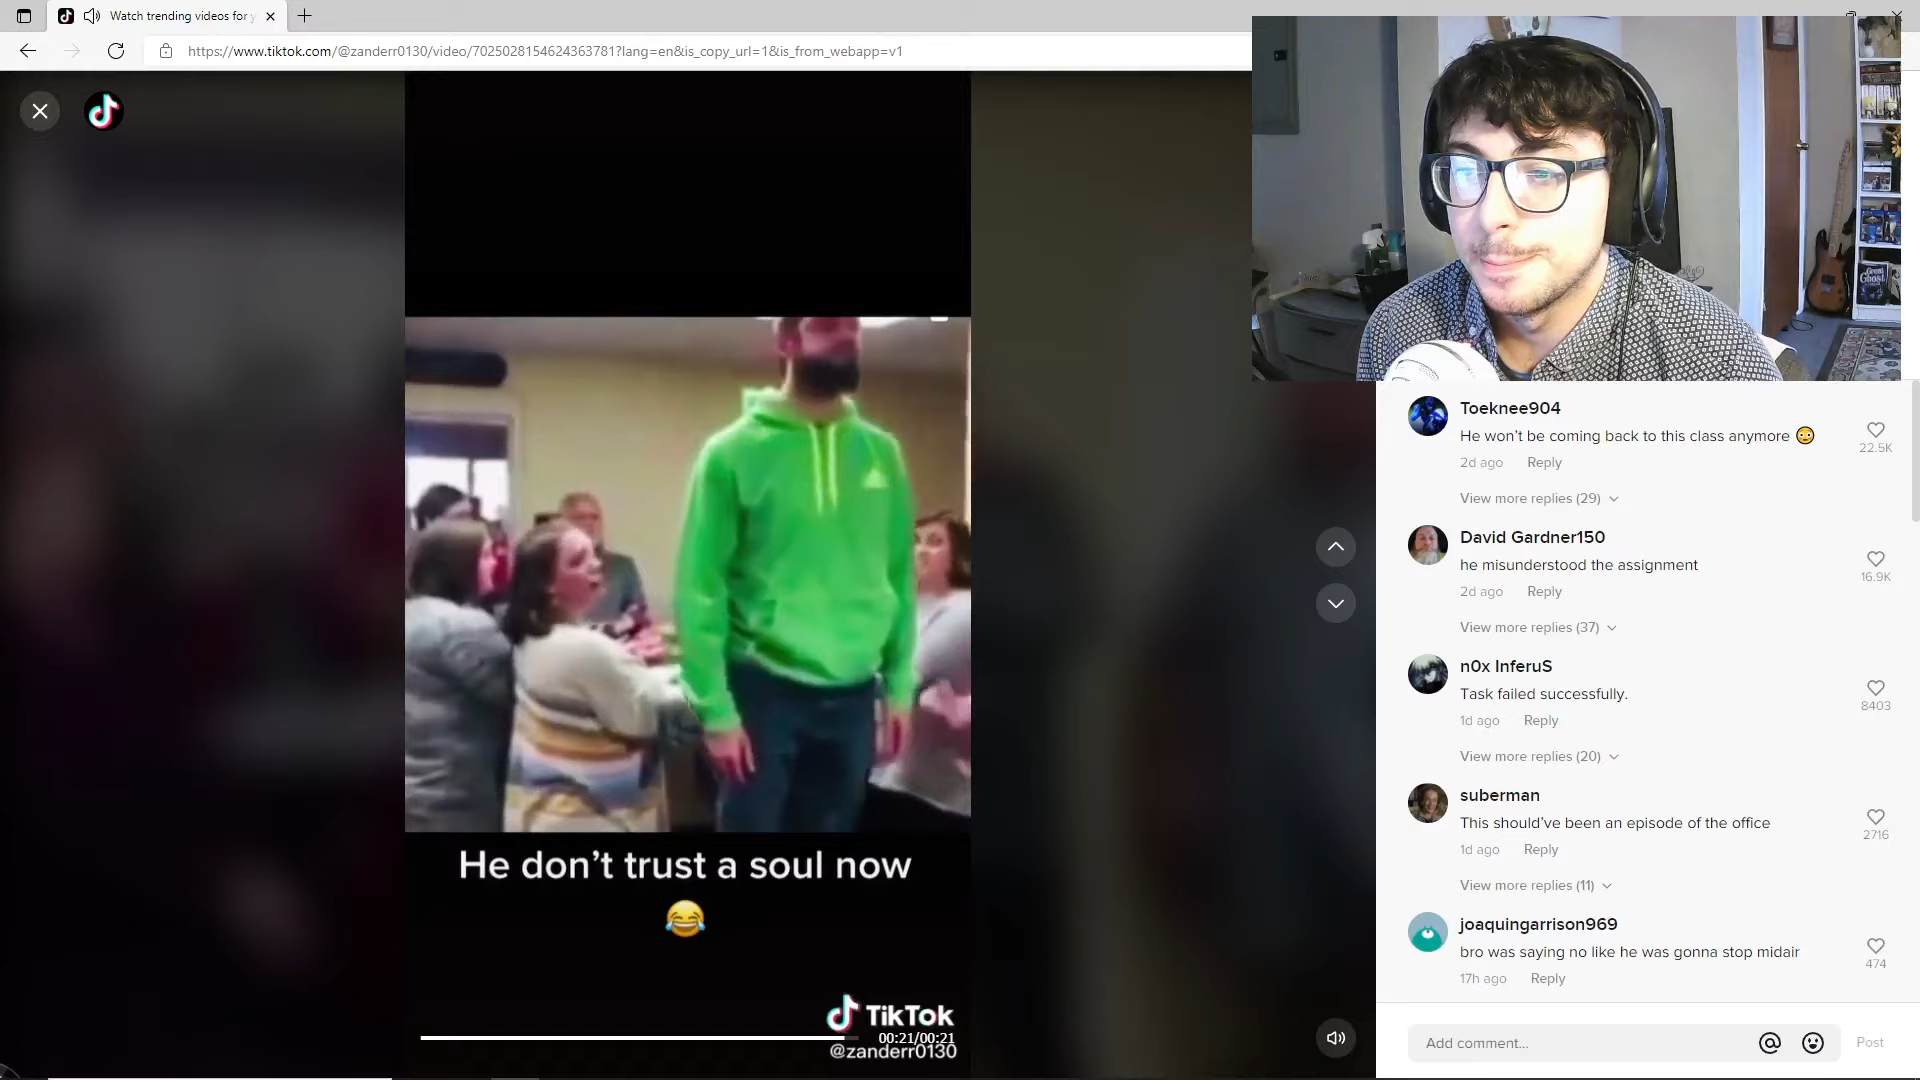 Watch trending videos for y
https://www.tiktok.com/@zanderr0130/video/7025028154624363781?lang=en&is_copy_url=1&is_from_webapp=v1
He don't trust a soul now
😂
TikTok
00:21/00:21
@zanderr0130
Toeknee904
He won't be coming back to this class anymore 😳
22.5K
2d ago Reply
View more replies (29)
David Gardner150
he misunderstood the assignment
16.9K
2d ago Reply
View more replies (37)
n0x InferuS
Task failed successfully.
8403
1d ago Reply
View more replies (20)
suberman
This should've been an episode of the office
2716
1d ago Reply
View more replies (11)
joaquingarrison969
bro was saying no like he was gonna stop midair
474
17h ago Reply
Add comment...
Post